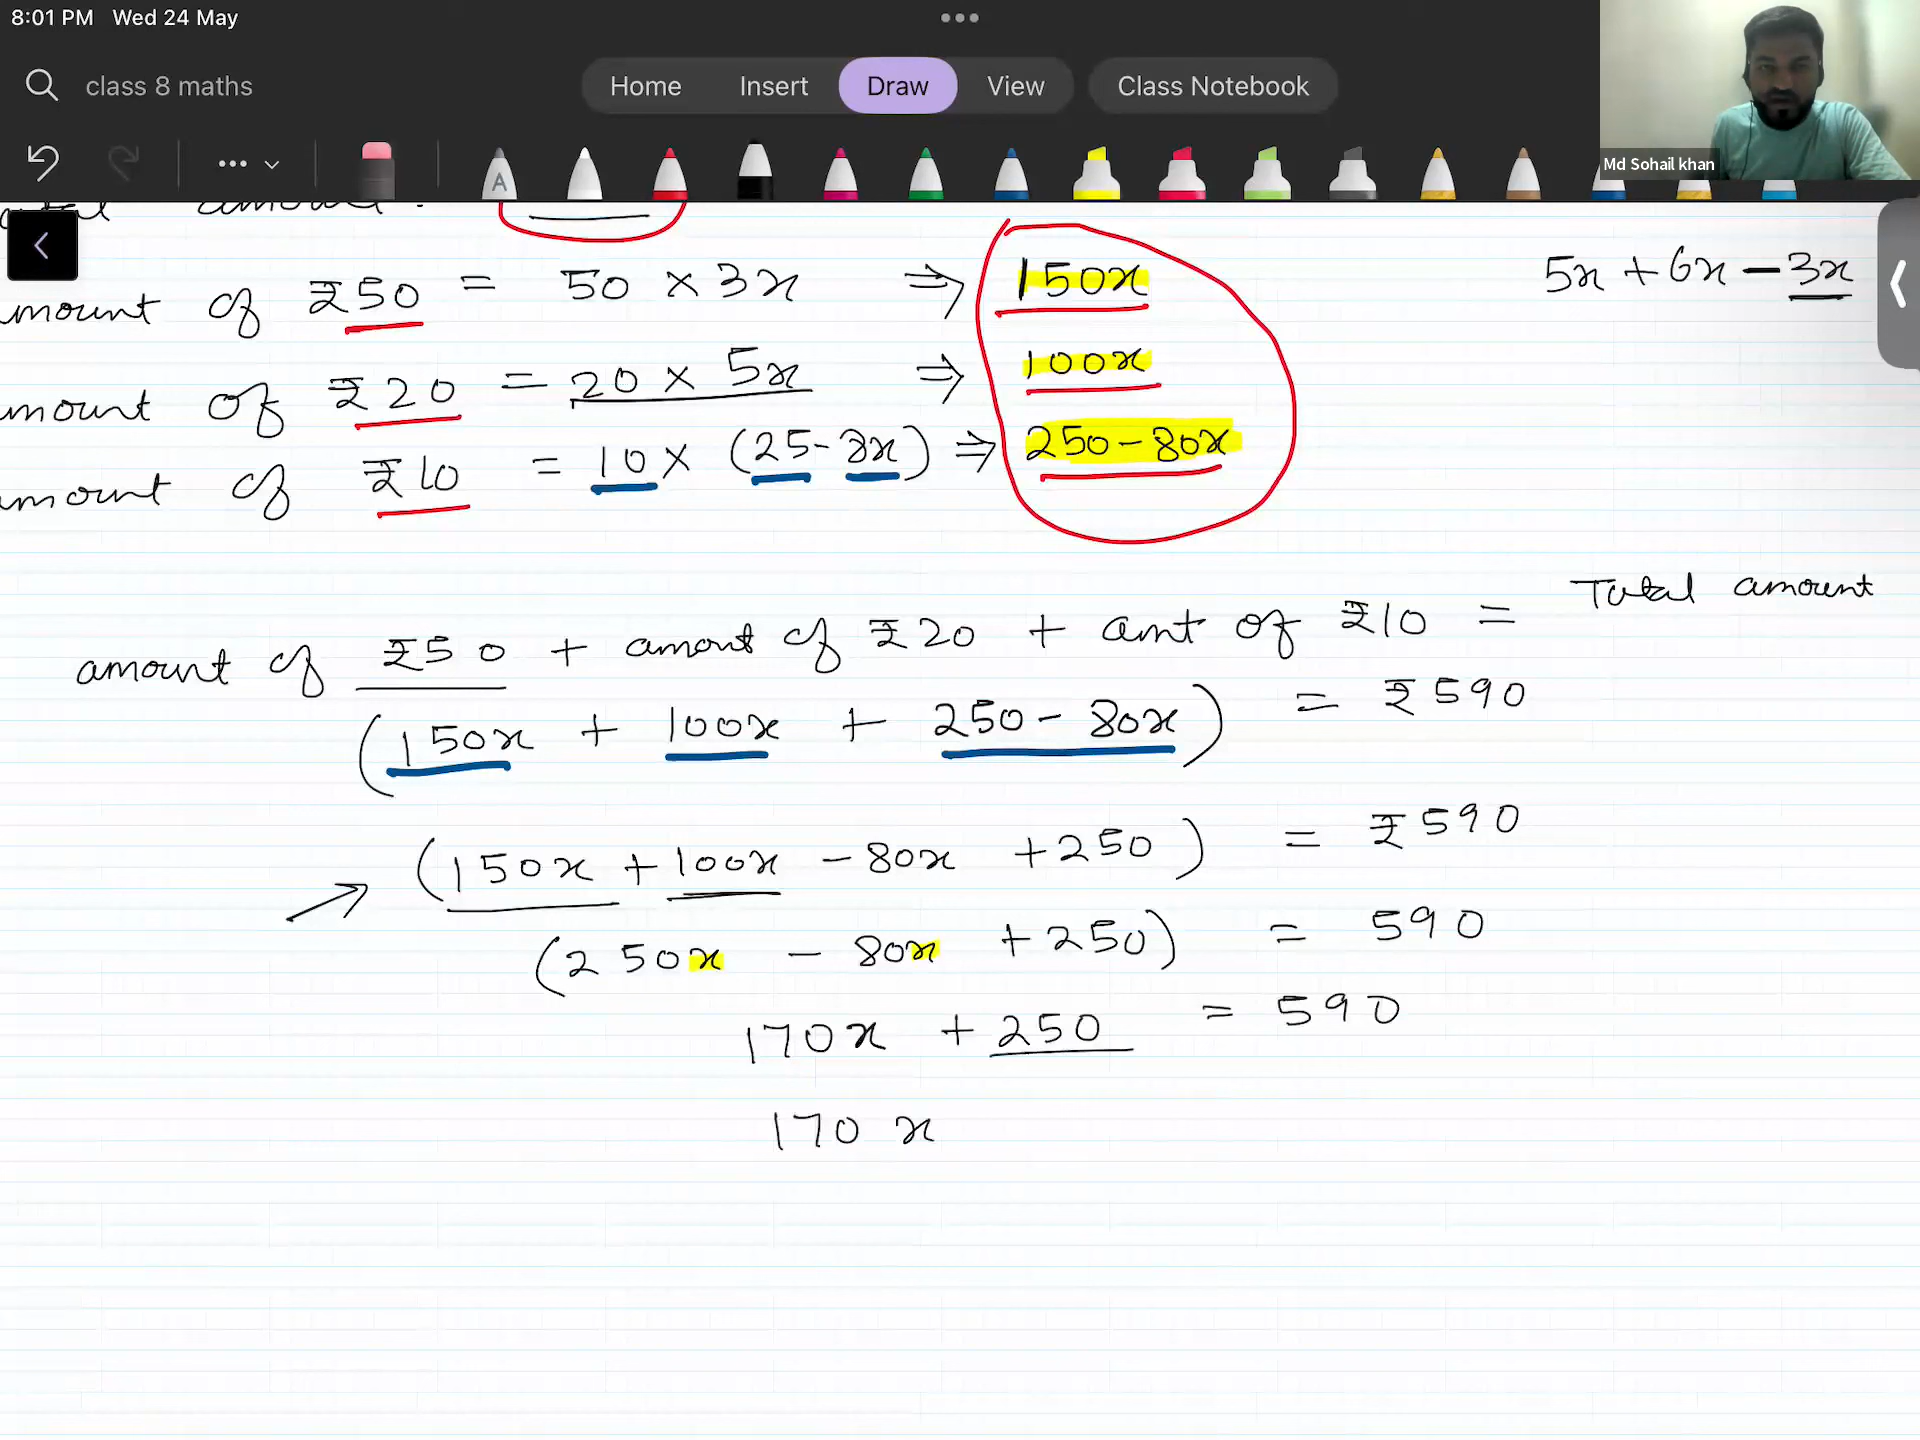 8:01 PM Wed 24 May
class 8 maths
Home Insert Draw View Class Notebook
A
Md Sohail khan
amount :
mount of ₹50 = 50 × 3x ⇒ 150x
5x + 6x − 3x
mount of ₹20 = 20 × 5x ⇒ 100x
mount of ₹10 = 10 × (25 - 8x) ⇒ 250 - 80x
amount of ₹50 + amount of ₹20 + amt of ₹10 = Total amount
(150x + 100x + 250 - 80x) = ₹590
(150x + 100x - 80x + 250) = ₹590
(250x - 80x + 250) = 590
170x + 250 = 590
170 x